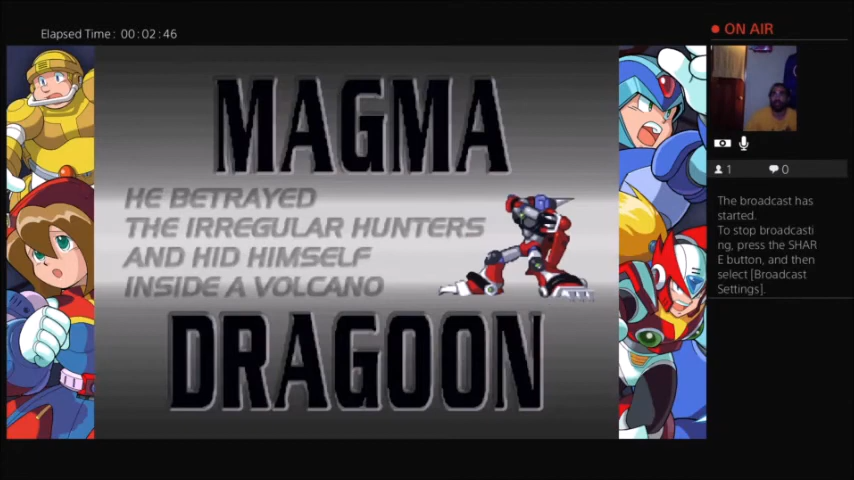 Elapsed Time: 00:02:46
ON AIR
MAGMA
HE BETRAYED
THE IRREGULAR HUNTERS
AND HID HIMSELF
INSIDE A VOLCANO
DRAGOON
1
0
The broadcast has
started.
To stop broadcasti
ng, press the SHAR
E button, and then
select [Broadcast
Settings].